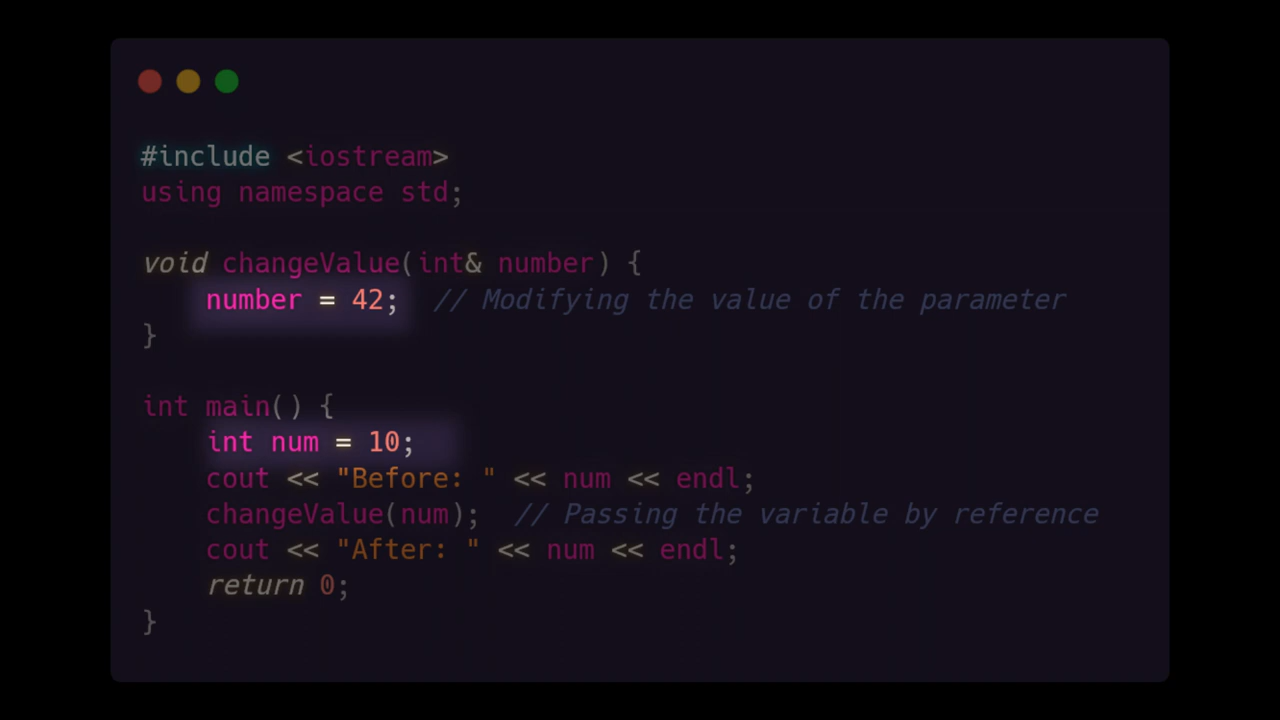 #include <iostream>
using namespace std;
void changeValue(int& number) {
    number = 42;  // Modifying the value of the parameter
}
int main() {
    int num = 10;
    cout << "Before: " << num << endl;
    changeValue(num);  // Passing the variable by reference
    cout << "After: " << num << endl;
    return 0;
}